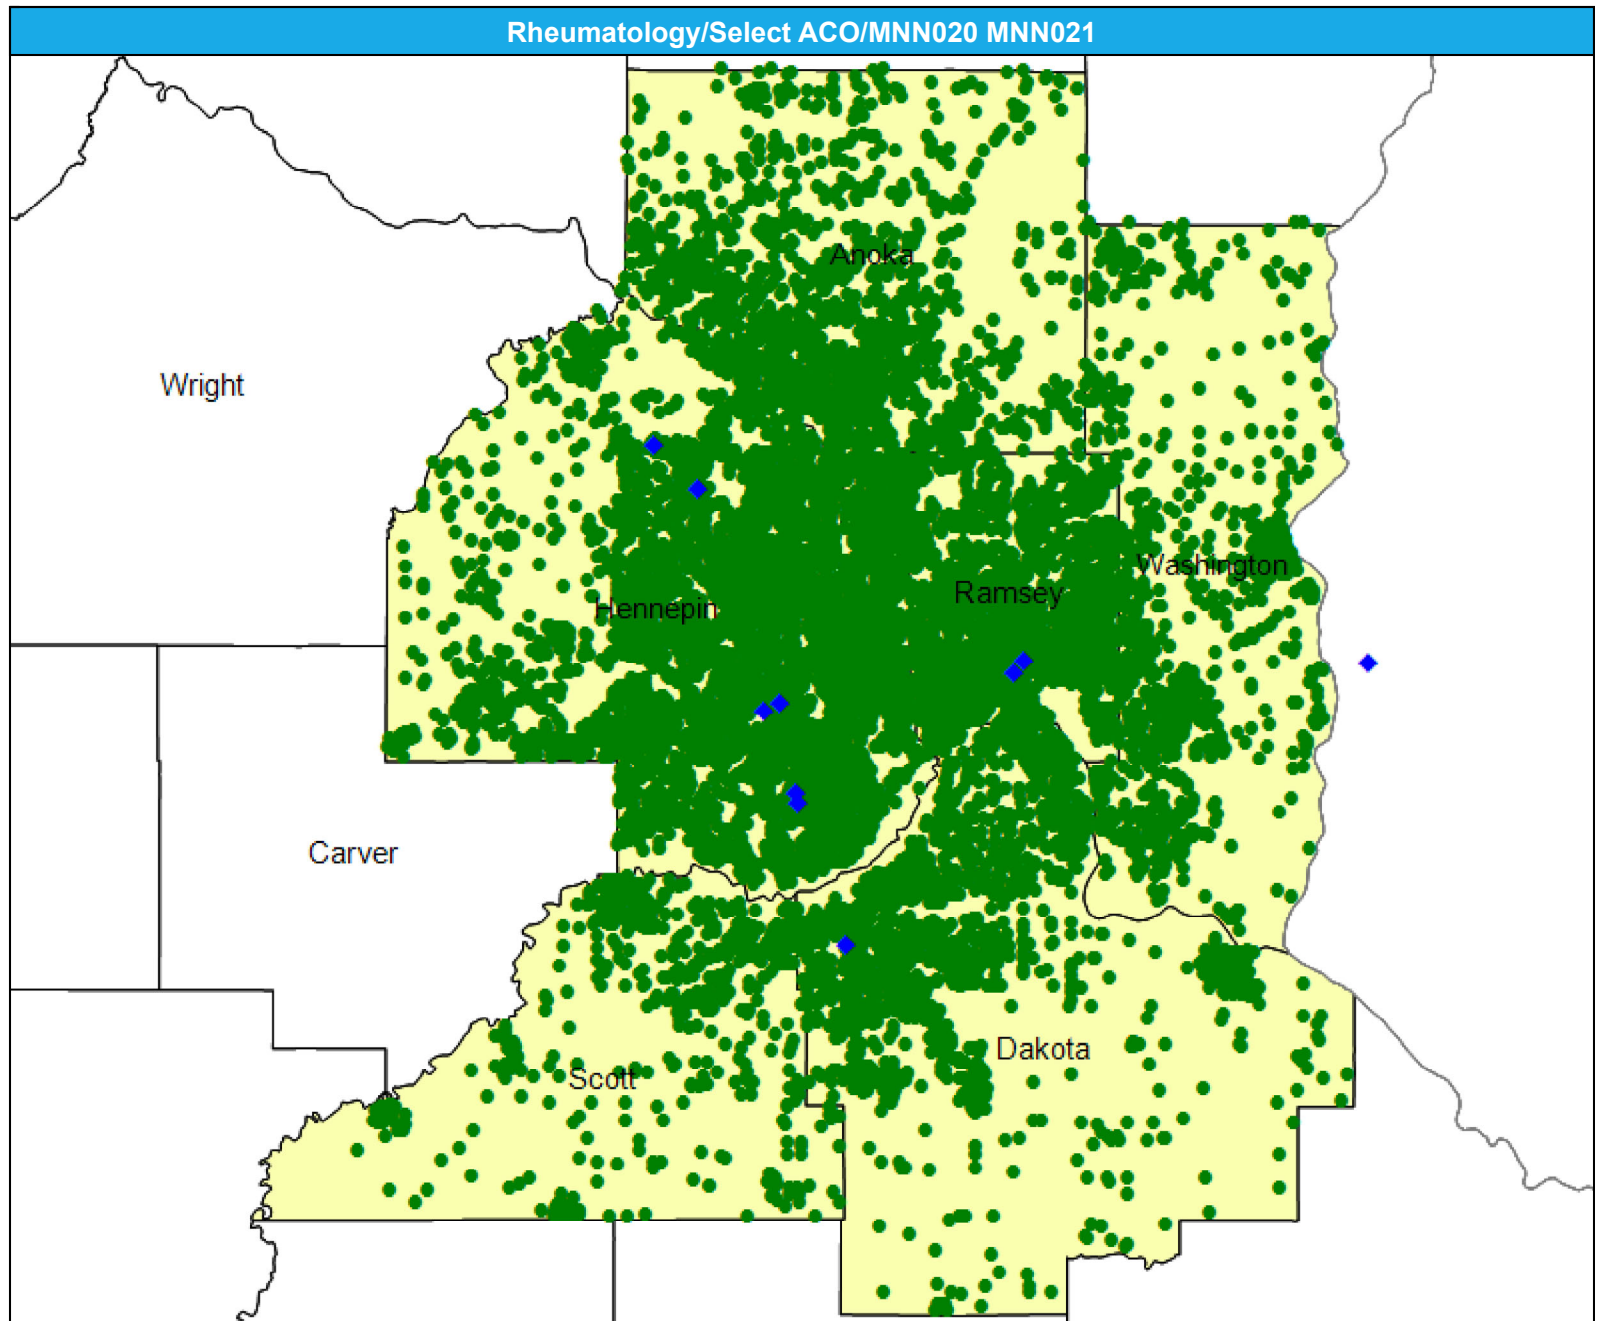 Rheumatology/Select ACO/MNN020 MNN021
Anoka
Wright
Washington
Ramsey
Hennepin
Carver
Dakota
Scott